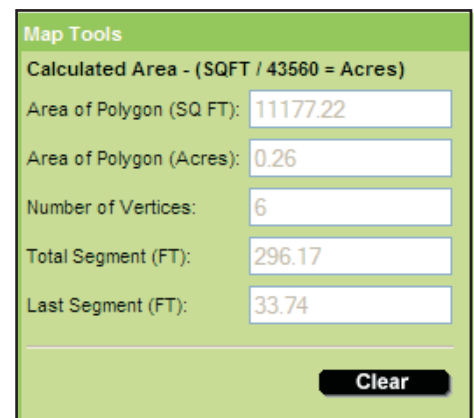 Map Tools
Calculated Area - (SQFT / 43560 = Acres)
Area of Polygon (SQ FT): 11177.22
Area of Polygon (Acres): 0.26
Number of Vertices: 6
Total Segment (FT): 296.17
Last Segment (FT): 33.74
Clear